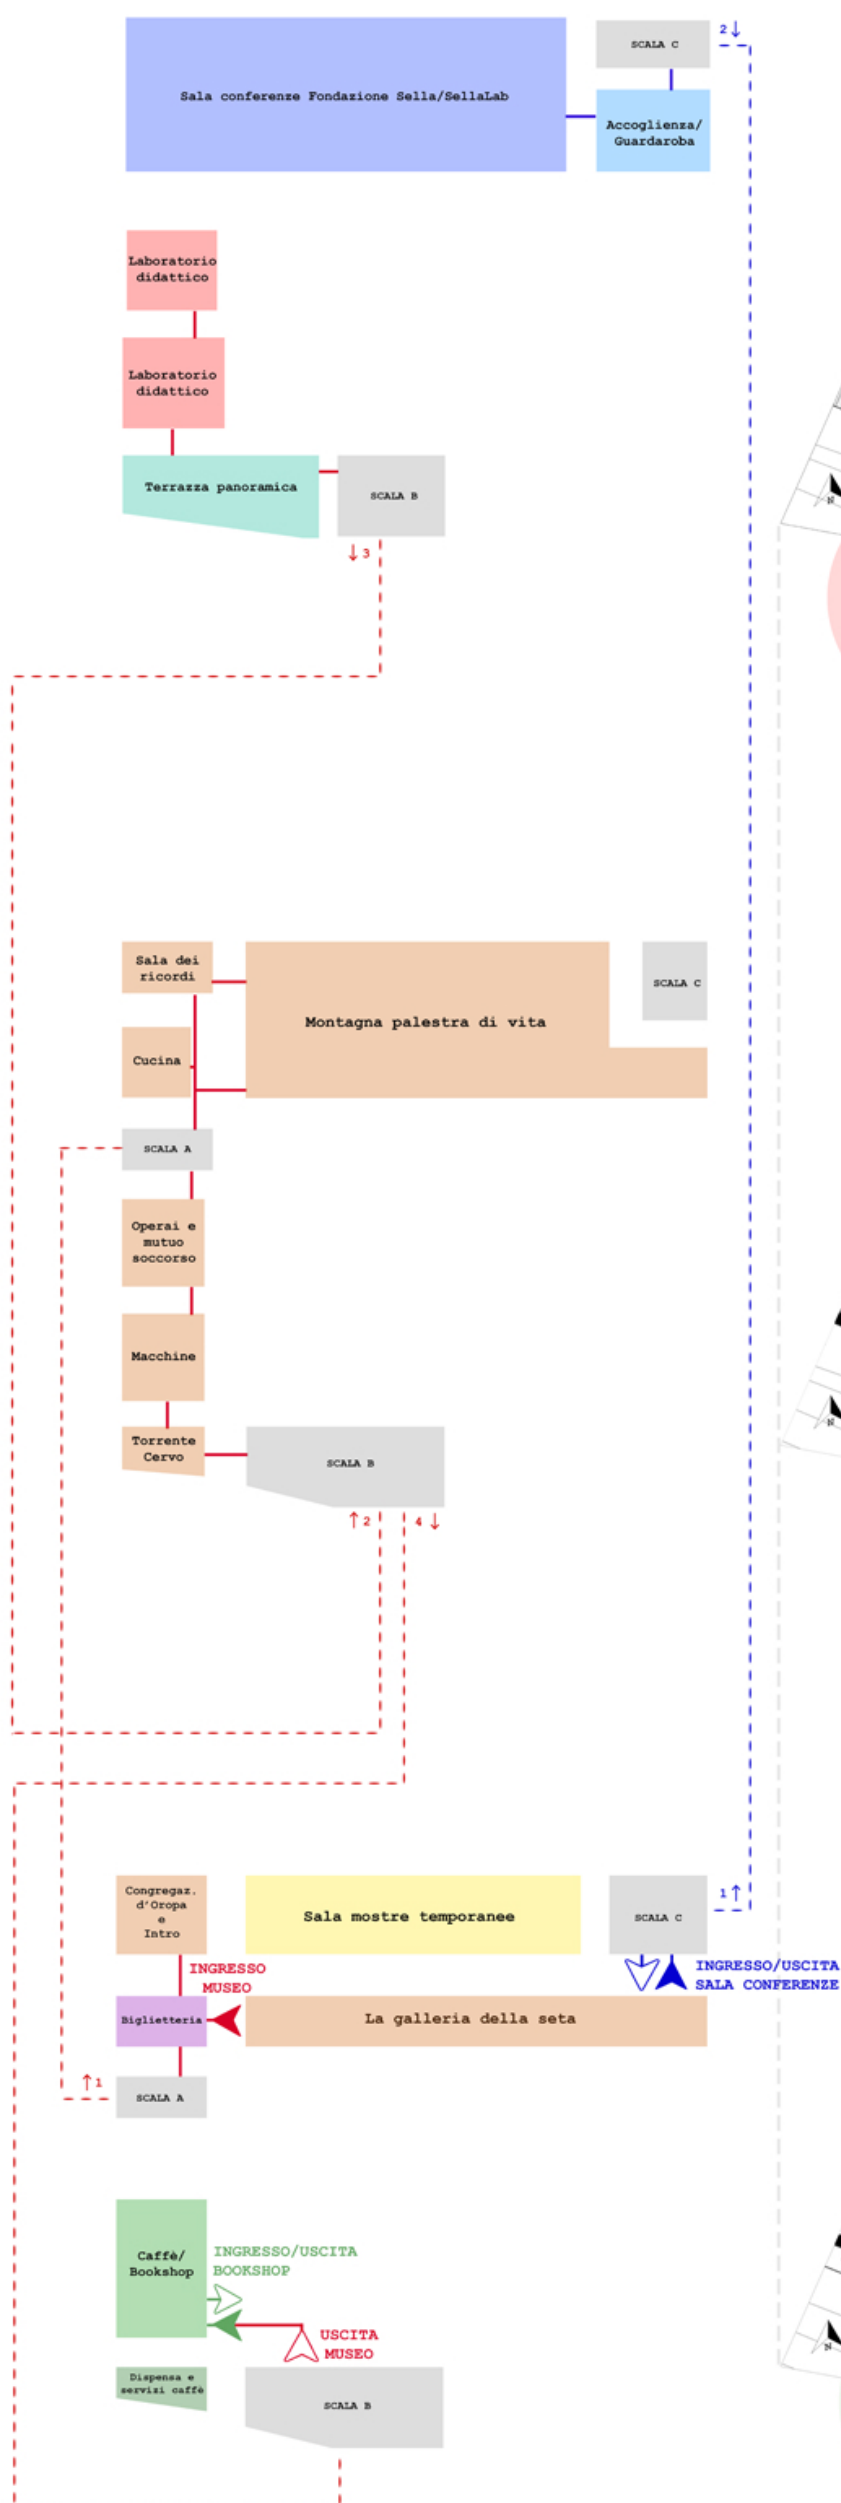 SCALA C
2↓
Sala conferenze Fondazione Sella/SellaLab
Accoglienza/
Guardaroba
Laboratorio
didattico
Laboratorio
didattico
Terrazza panoramica
SCALA B
↓3
N
Sala dei
ricordi
Montagna palestra di vita
SCALA C
Cucina
SCALA A
Operai e
mutuo
soccorso
Macchine
N
Torrente
Cervo
SCALA B
↑2
4↓
Congregaz.
d'Oropa
e
Intro
Sala mostre temporanee
SCALA C
1↑
INGRESSO
MUSEO
INGRESSO/USCITA
SALA CONFERENZE
Biglietteria
La galleria della seta
↑1
SCALA A
Caffè/
Bookshop
INGRESSO/USCITA
BOOKSHOP
USCITA
MUSEO
N
Dispensa e
servizi caffè
SCALA B